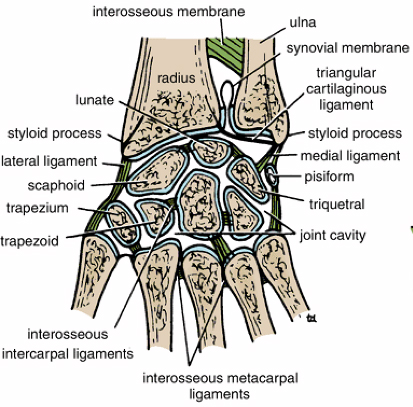 interosseous membrane
ulna
synovial membrane
triangular
cartilaginous
ligament
radius
lunate
styloid process
styloid process
lateral ligament
medial ligament
scaphoid
pisiform
trapezium
triquetral
trapezoid
joint cavity
interosseous
intercarpal ligaments
interosseous metacarpal
ligaments